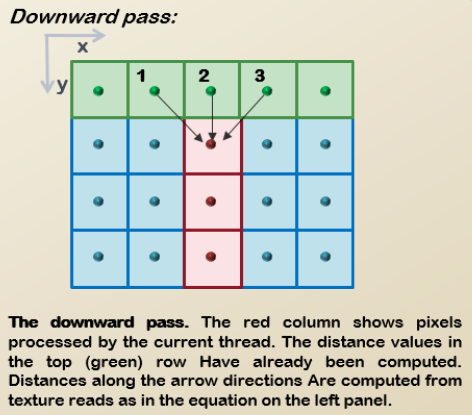 Downward pass:
x
y
1 2 3
The downward pass. The red column shows pixels
processed by the current thread. The distance values in
the top (green) row Have already been computed.
Distances along the arrow directions Are computed from
texture reads as in the equation on the left panel.